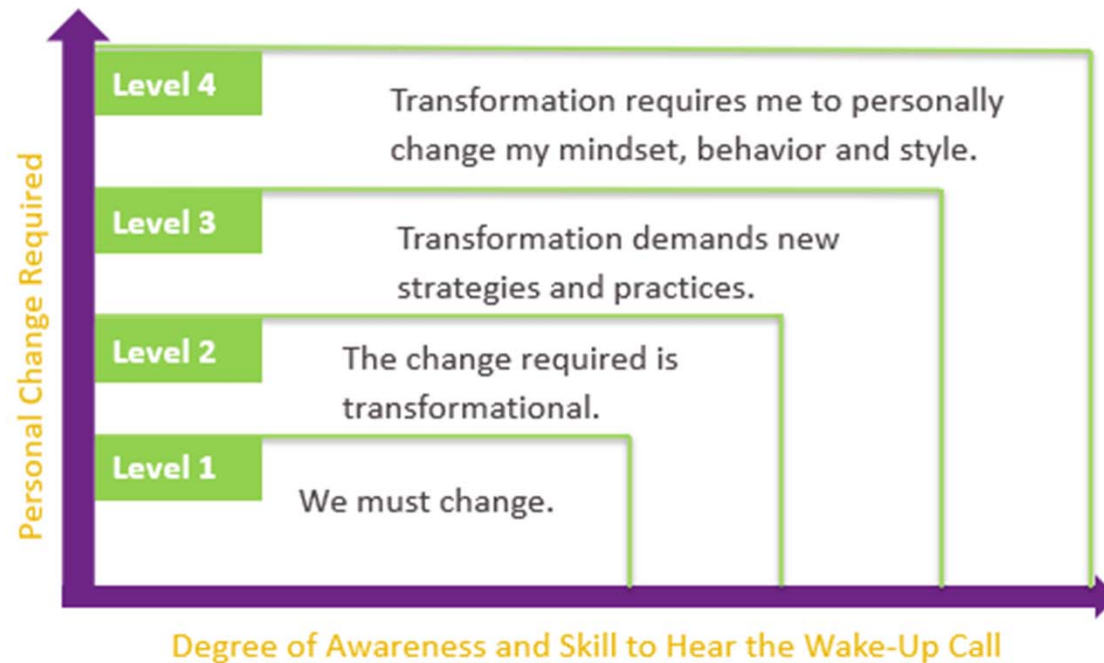 Personal Change Required
Level 4
Transformation requires me to personally
change my mindset, behavior and style.
Level 3
Transformation demands new
strategies and practices.
Level 2
The change required is
transformational.
Level 1
We must change.
Degree of Awareness and Skill to Hear the Wake-Up Call